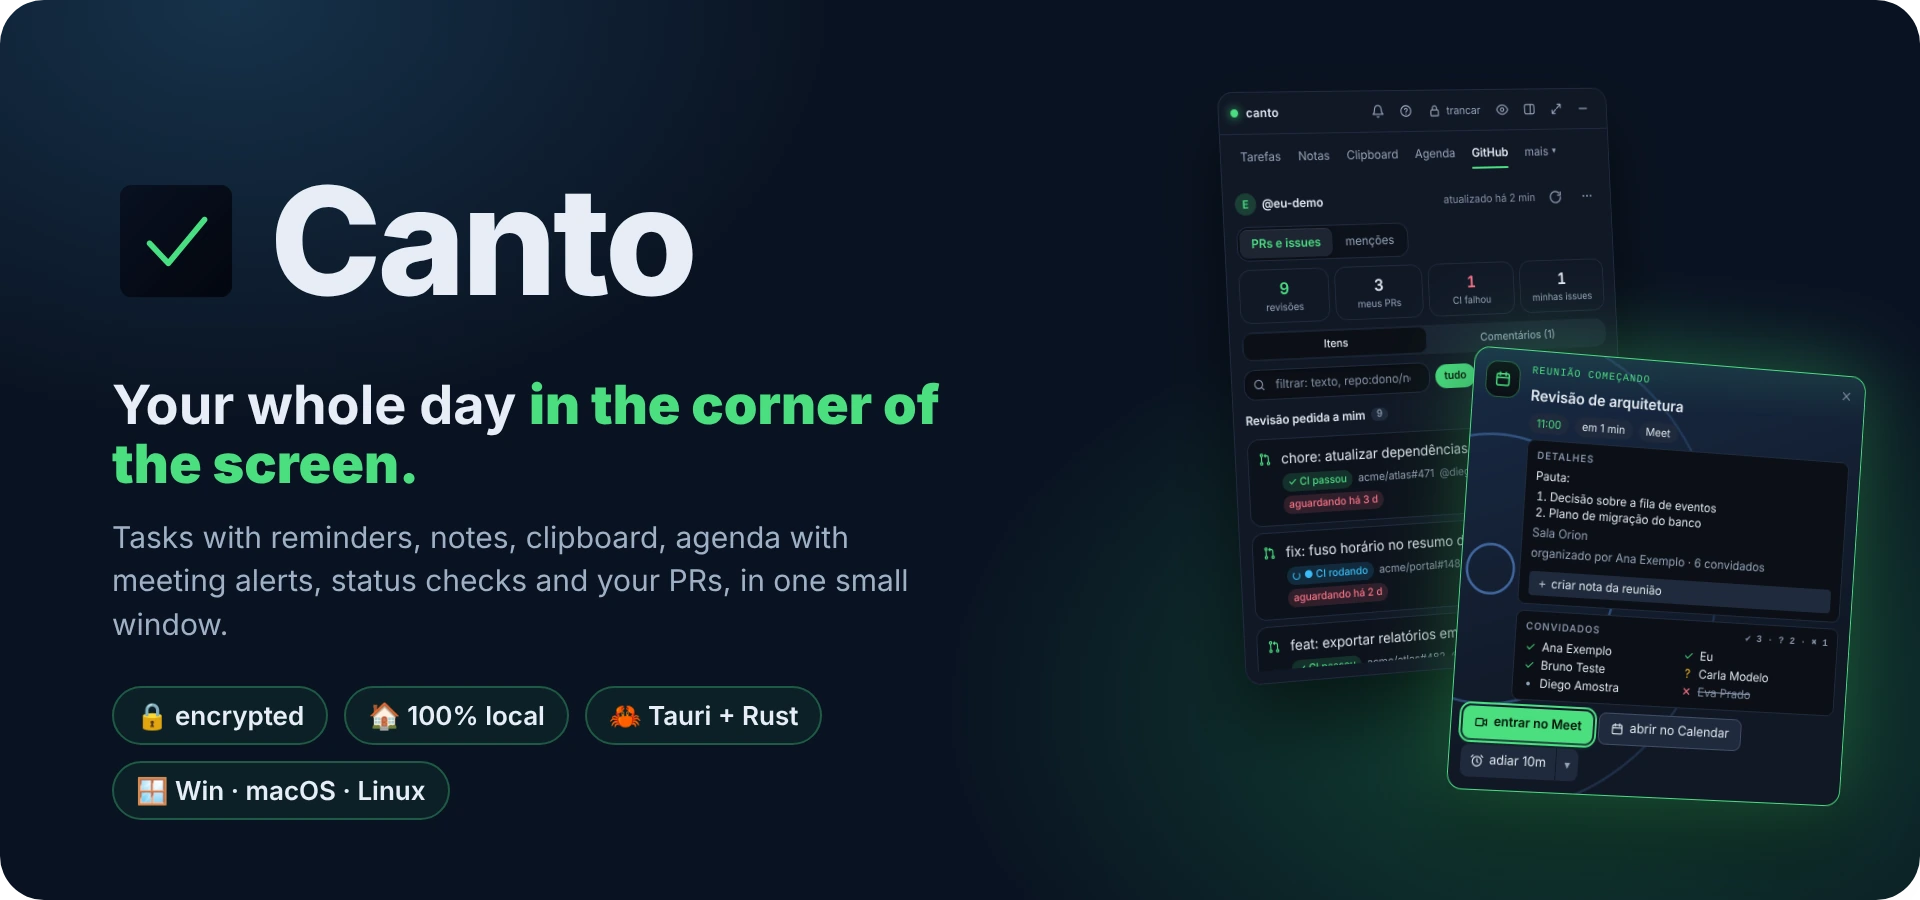 Canto
Your whole day in the corner of
the screen.
Tasks with reminders, notes, clipboard, agenda with
meeting alerts, status checks and your PRs, in one small
window.
🔒 encrypted
🏠 100% local
🦀 Tauri + Rust
🪟 Win · macOS · Linux
canto
trancar
Tarefas Notas Clipboard Agenda GitHub mais
E @eu-demo atualizado há 2 min
PRs e issues menções
9 3 1 1
revisões meus PRs CI falhou minhas issues
Itens Comentários (1)
filtrar: texto, repo:dono/n
tudo
Revisão pedida a mim 9
chore: atualizar dependências
CI passou acme/atlas#471
aguardando há 3 d
fix: fuso horário no resumo
CI rodando acme/portal#148
aguardando há 2 d
feat: exportar relatórios em
REUNIÃO COMEÇANDO
Revisão de arquitetura
11:00 em 1 min Meet
DETALHES
Pauta:
1. Decisão sobre a fila de eventos
2. Plano de migração do banco
Sala Orion
organizado por Ana Exemplo · 6 convidados
+ criar nota da reunião
CONVIDADOS ✓ 3 · ? 2 · × 1
Ana Exemplo Eu
Bruno Teste ? Carla Modelo
Diego Amostra Eva Prado
entrar no Meet abrir no Calendar
adiar 10m